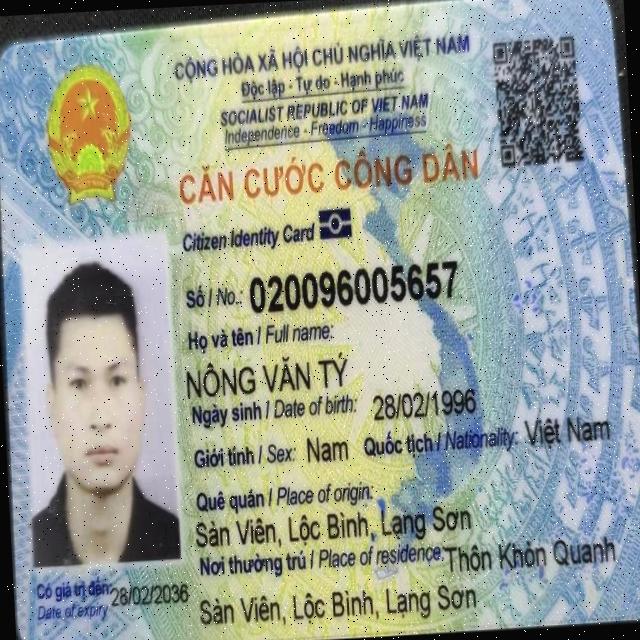 CỘNG HÒA XÃ HỘI CHỦ NGHĨA VIỆT NAM
Độc lập - Tự do - Hạnh phúc
SOCIALIST REPUBLIC OF VIET NAM
Independence - Freedom - Happiness
CĂN CƯỚC CÔNG DÂN
Citizen Identity Card
Số / No.: 020096005657
Họ và tên / Full name:
NÔNG VĂN TÝ
Ngày sinh / Date of birth: 28/02/1996
Giới tính / Sex: Nam Quốc tịch / Nationality: Việt Nam
Quê quán / Place of origin:
Sàn Viên, Lộc Bình, Lạng Sơn
Nơi thường trú / Place of residence: Thôn Khòn Quanh
Sàn Viên, Lộc Bình, Lạng Sơn
Có giá trị đến: 28/02/2036
Date of expiry